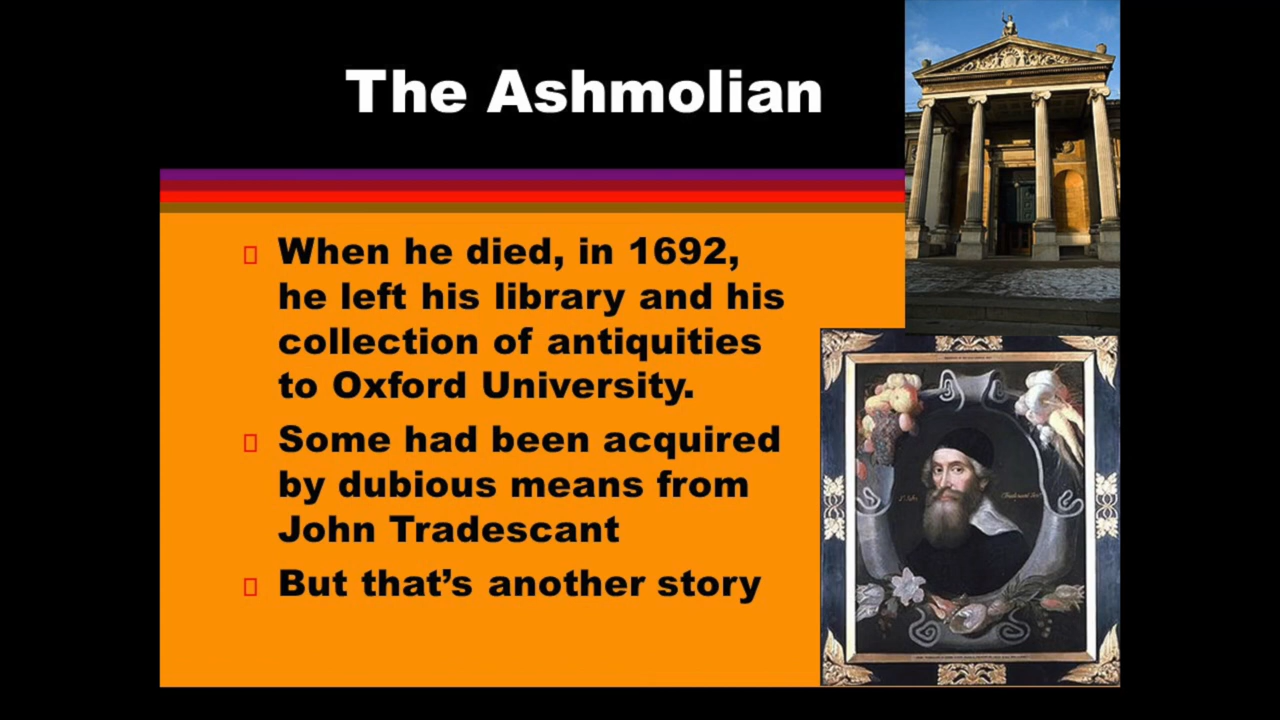 The Ashmolian
When he died, in 1692,
he left his library and his
collection of antiquities
to Oxford University.
Some had been acquired
by dubious means from
John Tradescant
But that’s another story